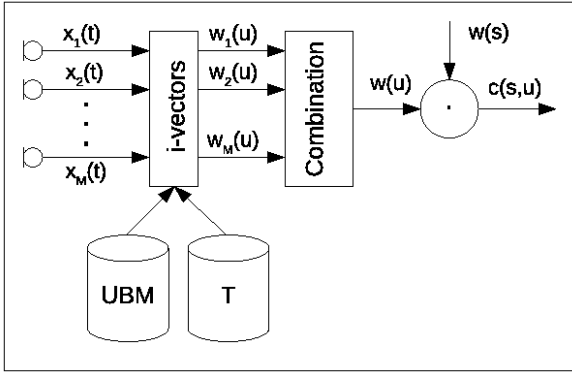 x1(t)
x2(t)
xM(t)
i-vectors
w1(u)
w2(u)
wM(u)
Combination
w(u)
w(s)
c(s,u)
UBM
T